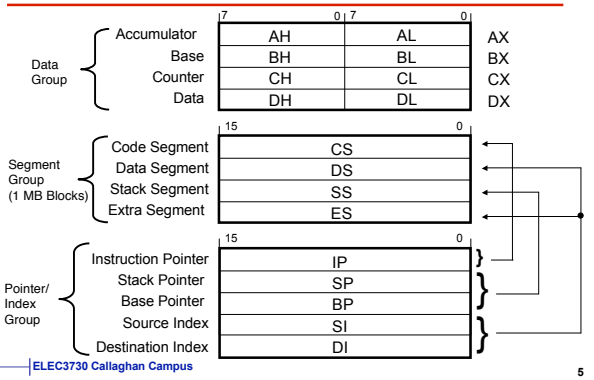 7 0 7 0
Accumulator AH AL AX
Base BH BL BX
Counter CH CL CX
Data DH DL DX
Data
Group
15 0
Code Segment CS
Data Segment DS
Stack Segment SS
Extra Segment ES
Segment
Group
(1 MB Blocks)
15 0
Instruction Pointer IP }
Stack Pointer SP }
Base Pointer BP
Source Index SI }
Destination Index DI
Pointer/
Index
Group
ELEC3730 Callaghan Campus
5